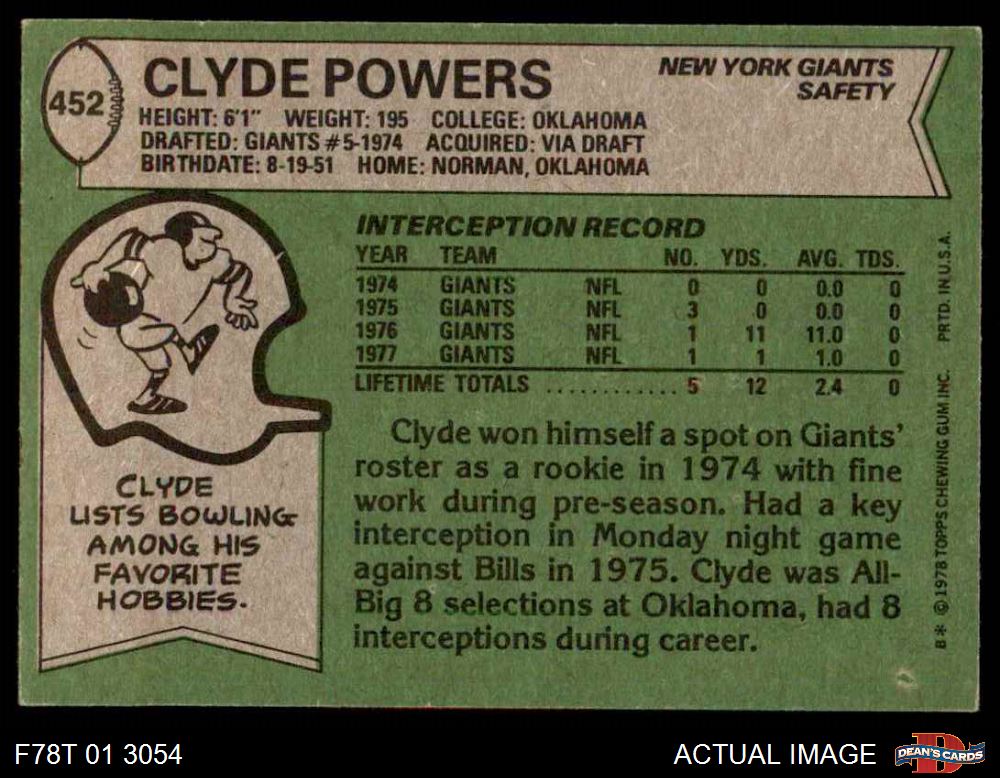 452
CLYDE POWERS
NEW YORK GIANTS
SAFETY
HEIGHT: 6'1" WEIGHT: 195 COLLEGE: OKLAHOMA
DRAFTED: GIANTS #5-1974 ACQUIRED: VIA DRAFT
BIRTHDATE: 8-19-51 HOME: NORMAN, OKLAHOMA
INTERCEPTION RECORD
YEAR TEAM NO. YDS. AVG. TDS.
1974 GIANTS NFL 0 0 0.0 0
1975 GIANTS NFL 3 0 0.0 0
1976 GIANTS NFL 1 11 11.0 0
1977 GIANTS NFL 1 1 1.0 0
LIFETIME TOTALS ............ 5 12 2.4 0
Clyde won himself a spot on Giants'
roster as a rookie in 1974 with fine
work during pre-season. Had a key
interception in Monday night game
against Bills in 1975. Clyde was All-
Big 8 selections at Oklahoma, had 8
interceptions during career.
CLYDE
LISTS BOWLING
AMONG HIS
FAVORITE
HOBBIES.
B* © 1978 TOPPS CHEWING GUM INC. PRTD. IN U.S.A.
F78T 01 3054
ACTUAL IMAGE
DEAN'S CARDS